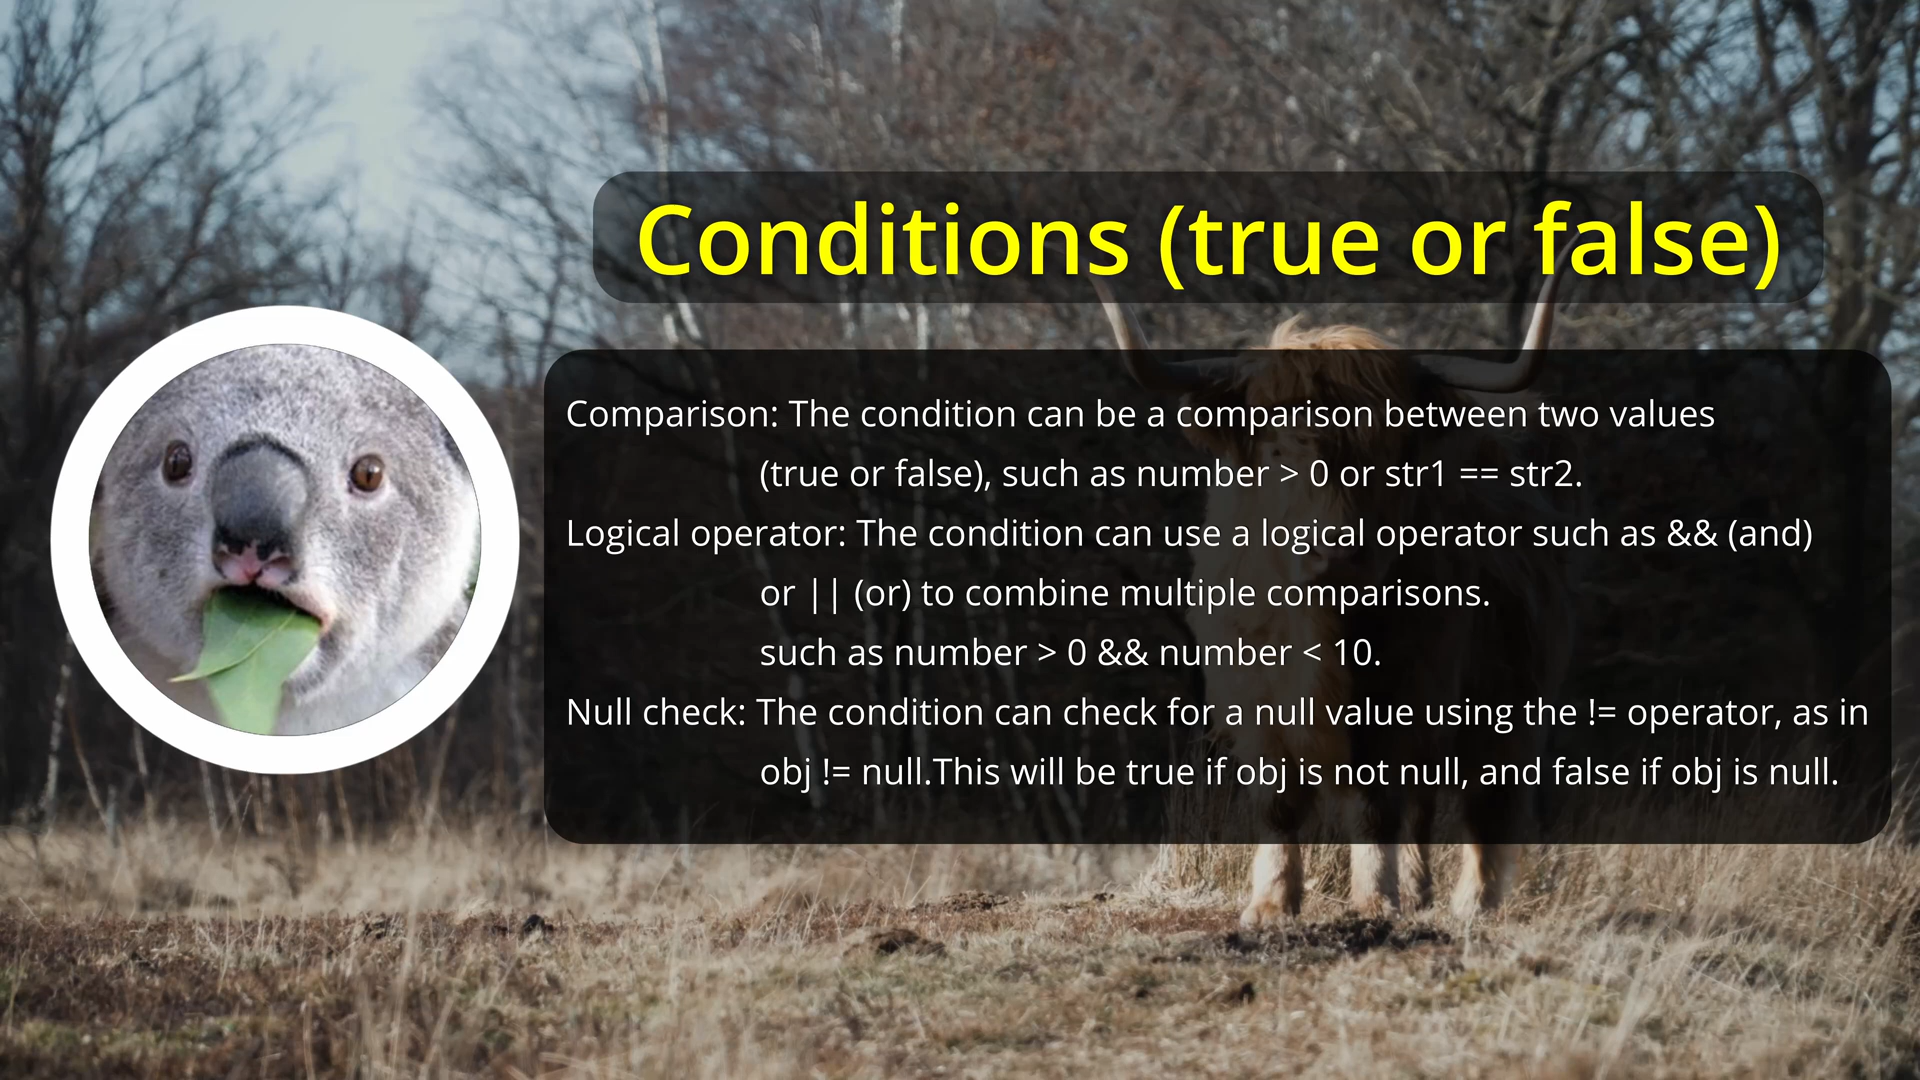 Conditions (true or false)
Comparison: The condition can be a comparison between two values
(true or false), such as number > 0 or str1 == str2.
Logical operator: The condition can use a logical operator such as && (and)
or || (or) to combine multiple comparisons.
such as number > 0 && number < 10.
Null check: The condition can check for a null value using the != operator, as in
obj != null.This will be true if obj is not null, and false if obj is null.